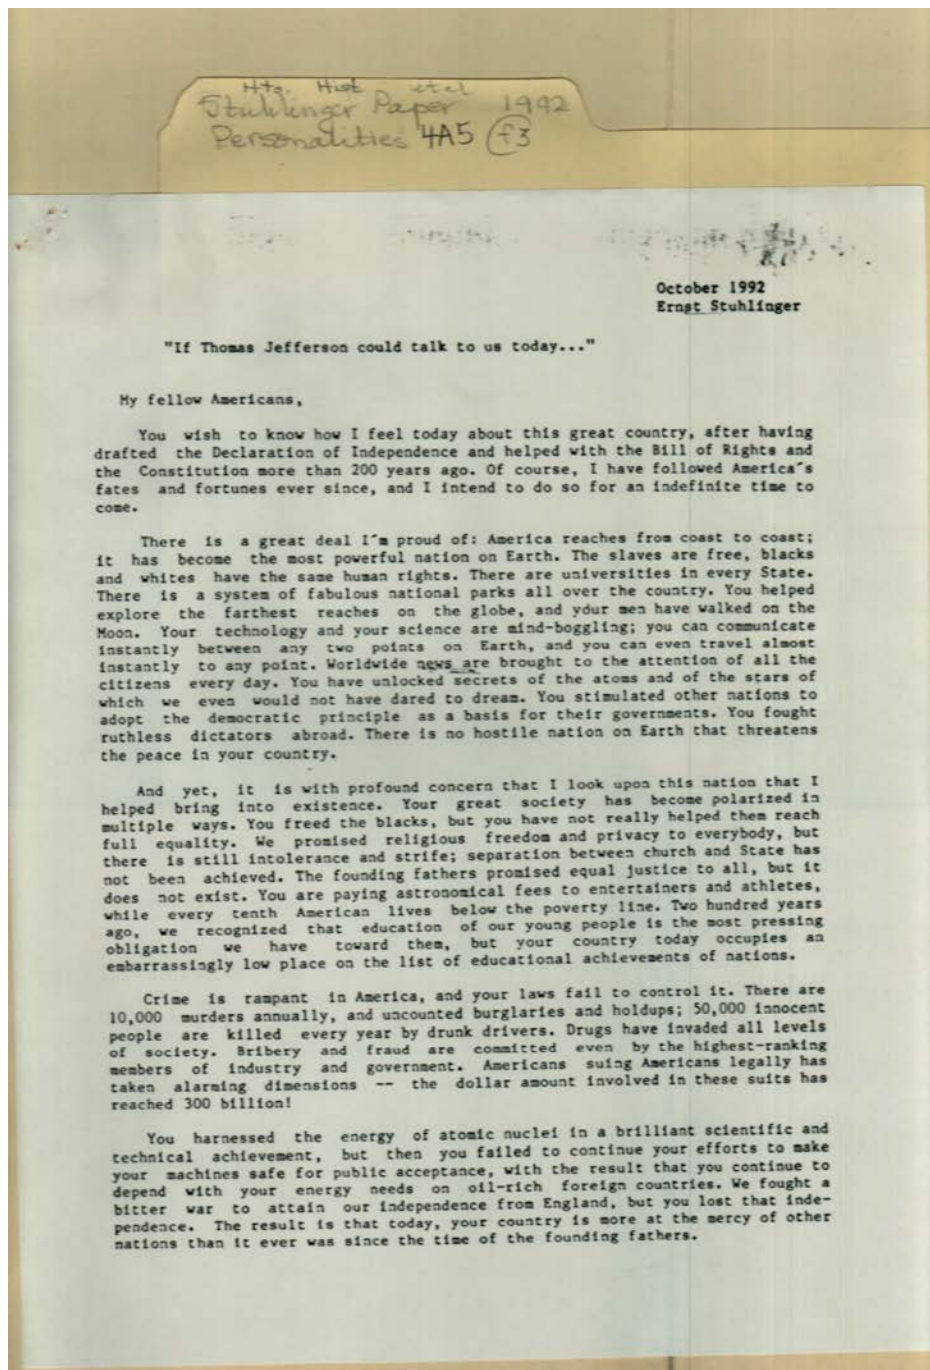 Hts. Hist et al
Stuhlinger Paper 1992
Personalities 4A5 f3
October 1992
Ernst Stuhlinger
"If Thomas Jefferson could talk to us today..."
My fellow Americans,
You wish to know how I feel today about this great country, after having
drafted the Declaration of Independence and helped with the Bill of Rights and
the Constitution more than 200 years ago. Of course, I have followed America´s
fates and fortunes ever since, and I intend to do so for an indefinite time to
come.
There is a great deal I´m proud of: America reaches from coast to coast;
it has become the most powerful nation on Earth. The slaves are free, blacks
and whites have the same human rights. There are universities in every State.
There is a system of fabulous national parks all over the country. You helped
explore the farthest reaches on the globe, and your men have walked on the
Moon. Your technology and your science are mind-boggling; you can communicate
instantly between any two points on Earth, and you can even travel almost
instantly to any point. Worldwide news are brought to the attention of all the
citizens every day. You have unlocked secrets of the atoms and of the stars of
which we even would not have dared to dream. You stimulated other nations to
adopt the democratic principle as a basis for their governments. You fought
ruthless dictators abroad. There is no hostile nation on Earth that threatens
the peace in your country.
And yet, it is with profound concern that I look upon this nation that I
helped bring into existence. Your great society has become polarized in
multiple ways. You freed the blacks, but you have not really helped them reach
full equality. We promised religious freedom and privacy to everybody, but
there is still intolerance and strife; separation between church and State has
not been achieved. The founding fathers promised equal justice to all, but it
does not exist. You are paying astronomical fees to entertainers and athletes,
while every tenth American lives below the poverty line. Two hundred years
ago, we recognized that education of our young people is the most pressing
obligation we have toward them, but your country today occupies an
embarrassingly low place on the list of educational achievements of nations.
Crime is rampant in America, and your laws fail to control it. There are
10,000 murders annually, and uncounted burglaries and holdups; 50,000 innocent
people are killed every year by drunk drivers. Drugs have invaded all levels
of society. Bribery and fraud are committed even by the highest-ranking
members of industry and government. Americans suing Americans legally has
taken alarming dimensions -- the dollar amount involved in these suits has
reached 300 billion!
You harnessed the energy of atomic nuclei in a brilliant scientific and
technical achievement, but then you failed to continue your efforts to make
your machines safe for public acceptance, with the result that you continue to
depend with your energy needs on oil-rich foreign countries. We fought a
bitter war to attain our independence from England, but you lost that inde-
pendence. The result is that today, your country is more at the mercy of other
nations than it ever was since the time of the founding fathers.